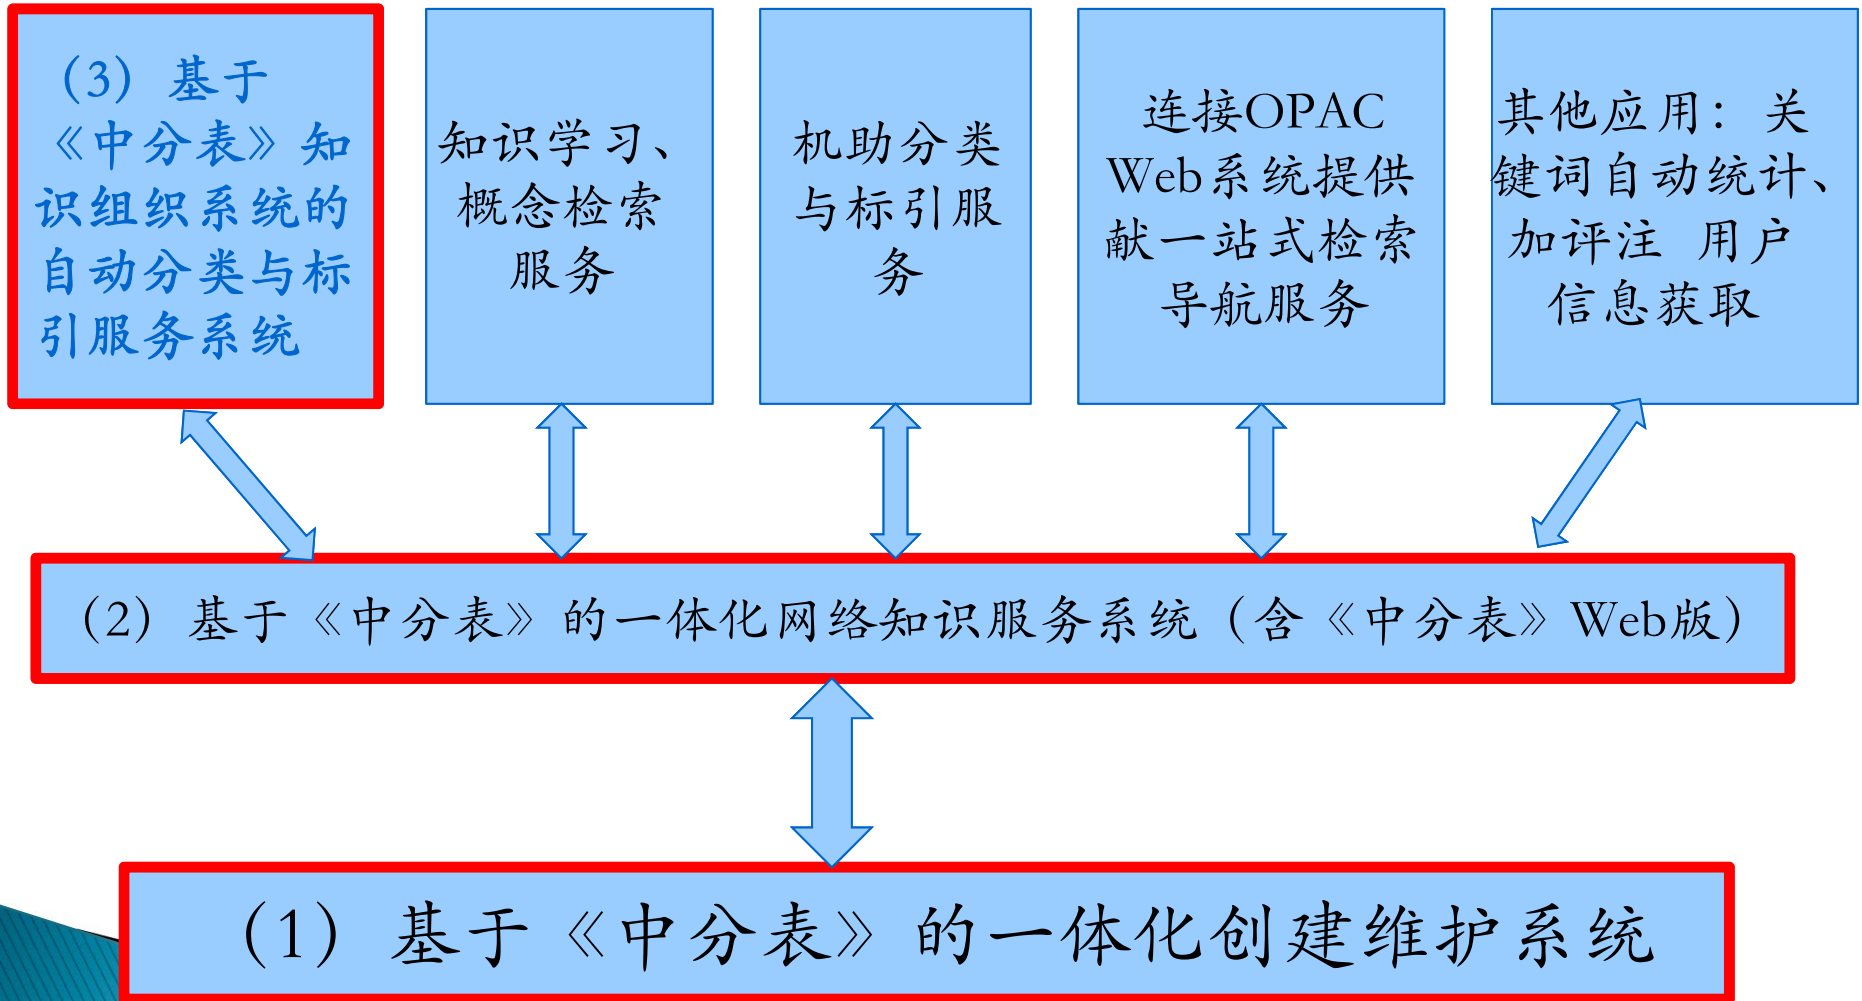 （3）基于
《中分表》知
识组织系统的
自动分类与标
引服务系统
知识学习、
概念检索
服务
机助分类
与标引服
务
连接OPAC
Web系统提供
献一站式检索
导航服务
其他应用：关
键词自动统计、
加评注 用户
信息获取
（2）基于《中分表》的一体化网络知识服务系统（含《中分表》Web版）
（1）基于《中分表》的一体化创建维护系统